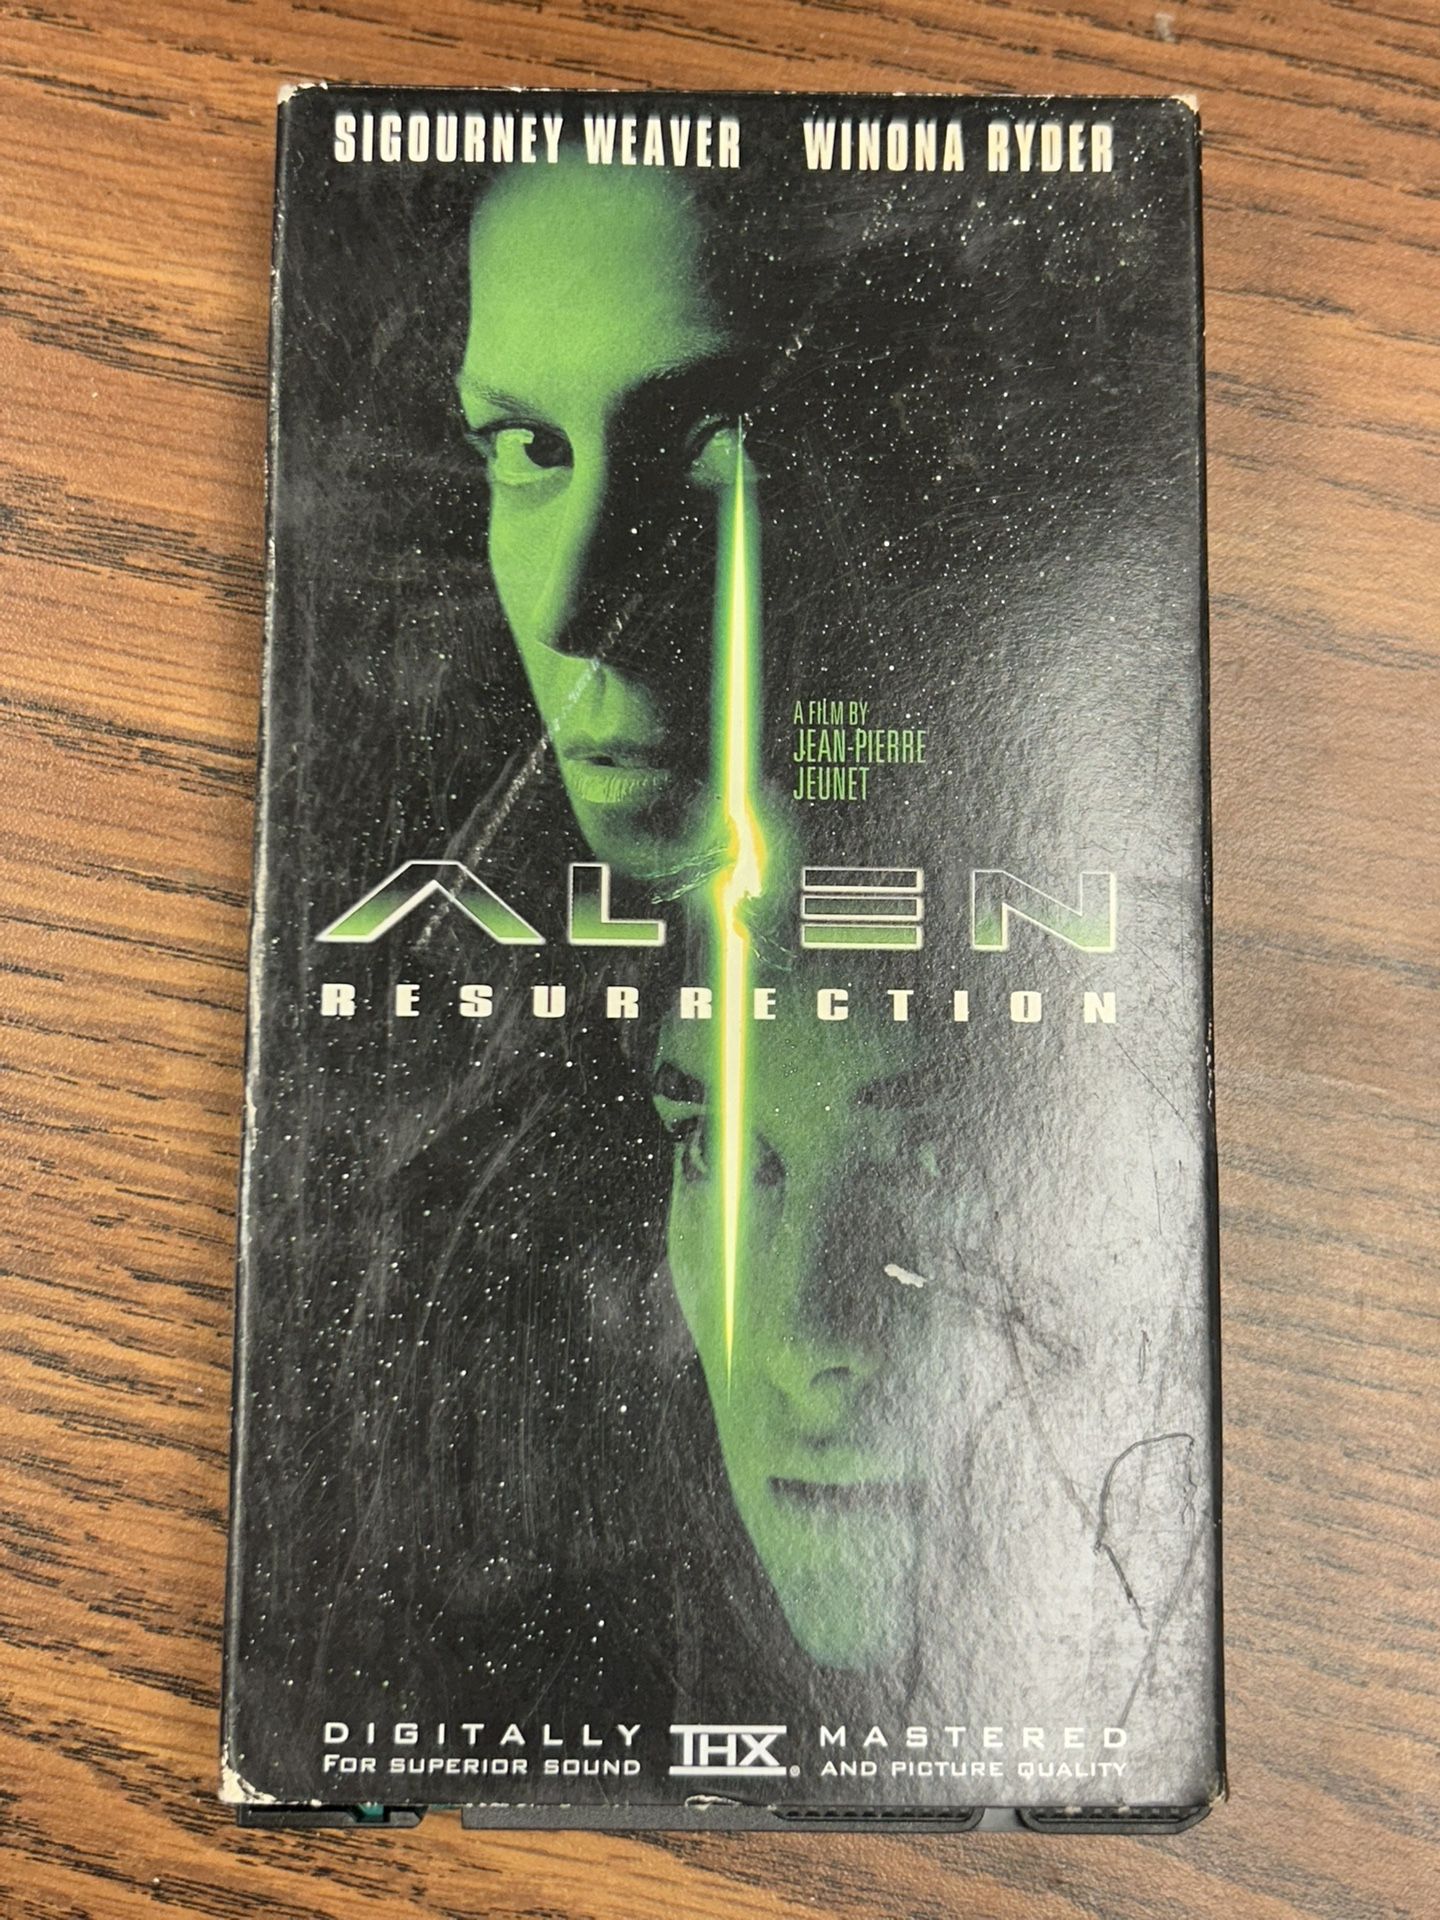 SIGOURNEY WEAVER WINONA RYDER
A FILM BY
JEAN-PIERRE
JEUNET
ALIEN
RESURRECTION
DIGITALLY THX® MASTERED
FOR SUPERIOR SOUND AND PICTURE QUALITY